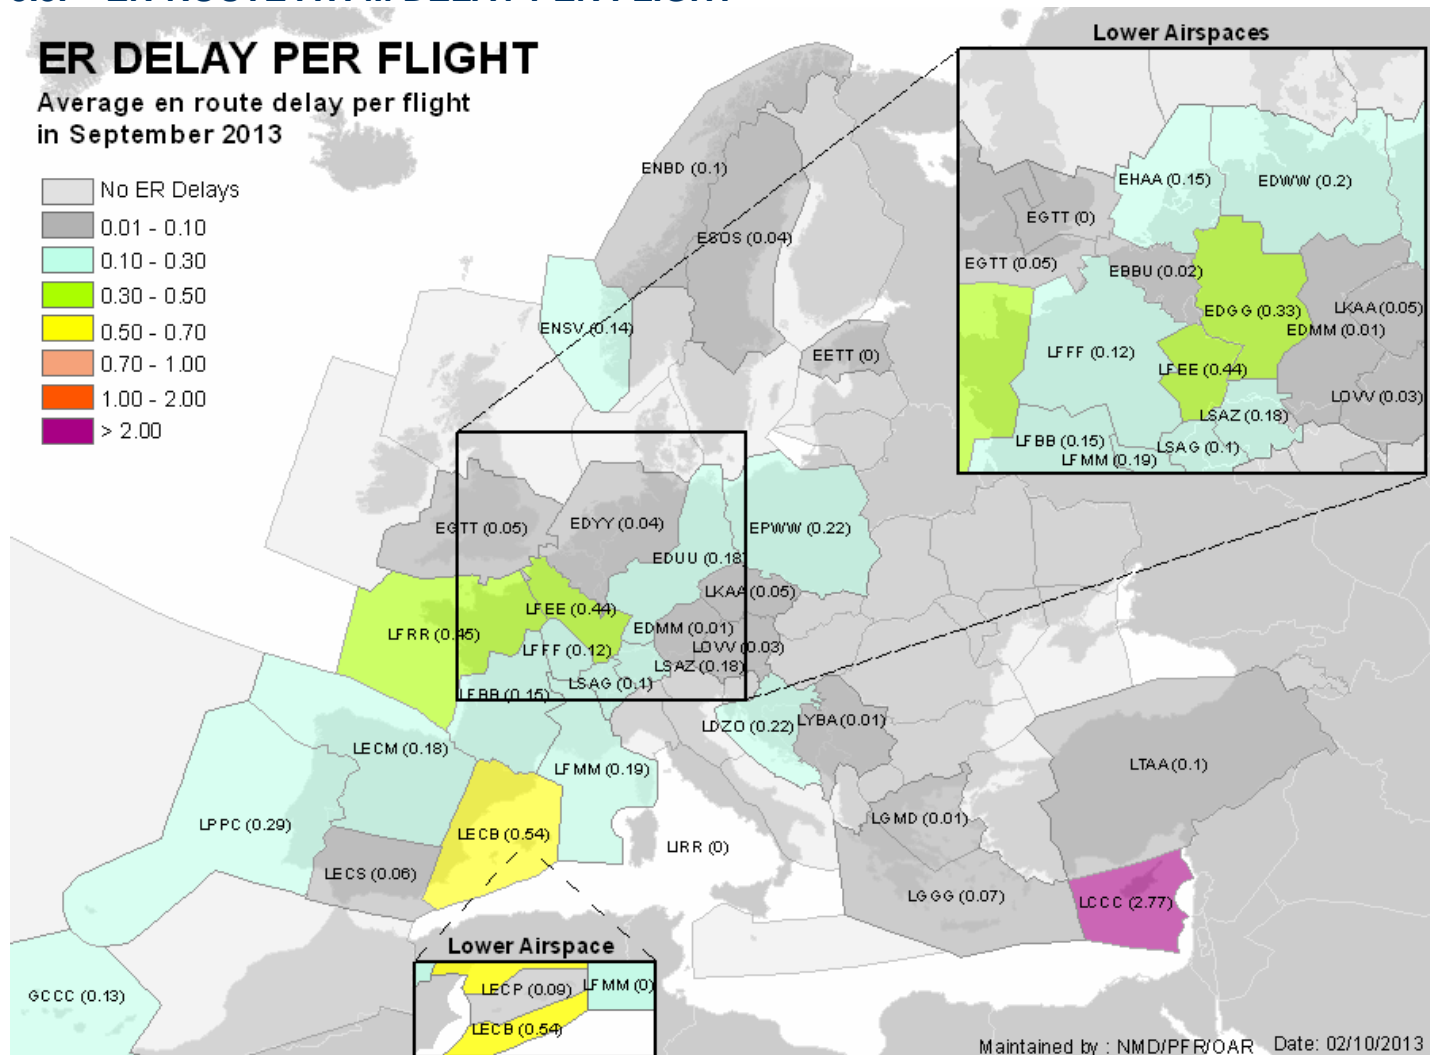 ER DELAY PER FLIGHT
Average en route delay per flight
in September 2013
No ER Delays
0.01 - 0.10
0.10 - 0.30
0.30 - 0.50
0.50 - 0.70
0.70 - 1.00
1.00 - 2.00
> 2.00
Lower Airspaces
EHAA (0.15)
EDWW (0.2)
EGTT (0)
EGTT (0.05)
EBBU (0.02)
EDGG (0.33)
LKAA (0.05)
EDMM (0.01)
LFFF (0.12)
LFEE (0.44)
LOVV (0.03)
LSAZ (0.18)
LFBB (0.15)
LSAG (0.1)
LFMM (0.19)
ENBD (0.1)
ESOS (0.04)
ENSV (0.14)
EETT (0)
EGTT (0.05)
EDYY (0.04)
EPWW (0.22)
EDUU (0.18)
LKAA (0.05)
LFEE (0.44)
LFRR (0.45)
EDMM (0.01)
LFFF (0.12)
LOVV (0.03)
LSAZ (0.18)
LSAG (0.1)
LFBB (0.15)
LDZO (0.22)
LYBA (0.01)
LECM (0.18)
LFMM (0.19)
LTAA (0.1)
LPPC (0.29)
LECB (0.54)
LGMD (0.01)
LIRR (0)
LECS (0.06)
LGGG (0.07)
LCCC (2.77)
Lower Airspace
LECP (0.09)
LFMM (0)
LECB (0.54)
GCCC (0.13)
Maintained by : NMD/PFR/OAR Date: 02/10/2013